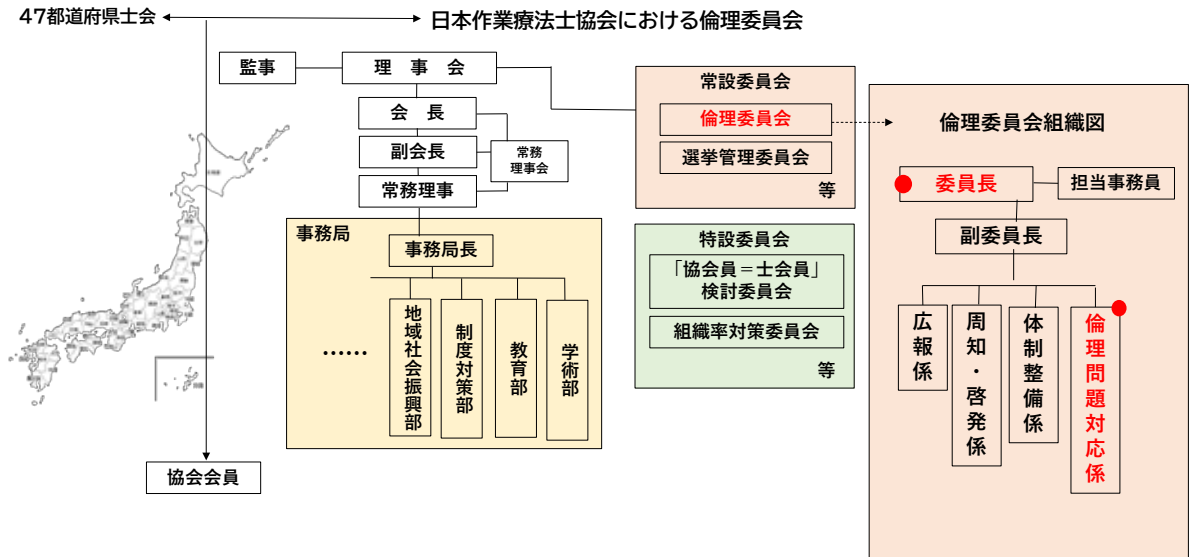 47都道府県士会
日本作業療法士協会における倫理委員会
監事
理 事 会
会 長
副会長
常務理事
常務
理事会
事務局
事務局長
……
地域社会振興部
制度対策部
教育部
学術部
協会会員
常設委員会
倫理委員会
選挙管理委員会
等
特設委員会
「協会員=士会員」
検討委員会
組織率対策委員会
等
倫理委員会組織図
委員長
担当事務員
副委員長
広報係
周知・啓発係
体制整備係
倫理問題対応係